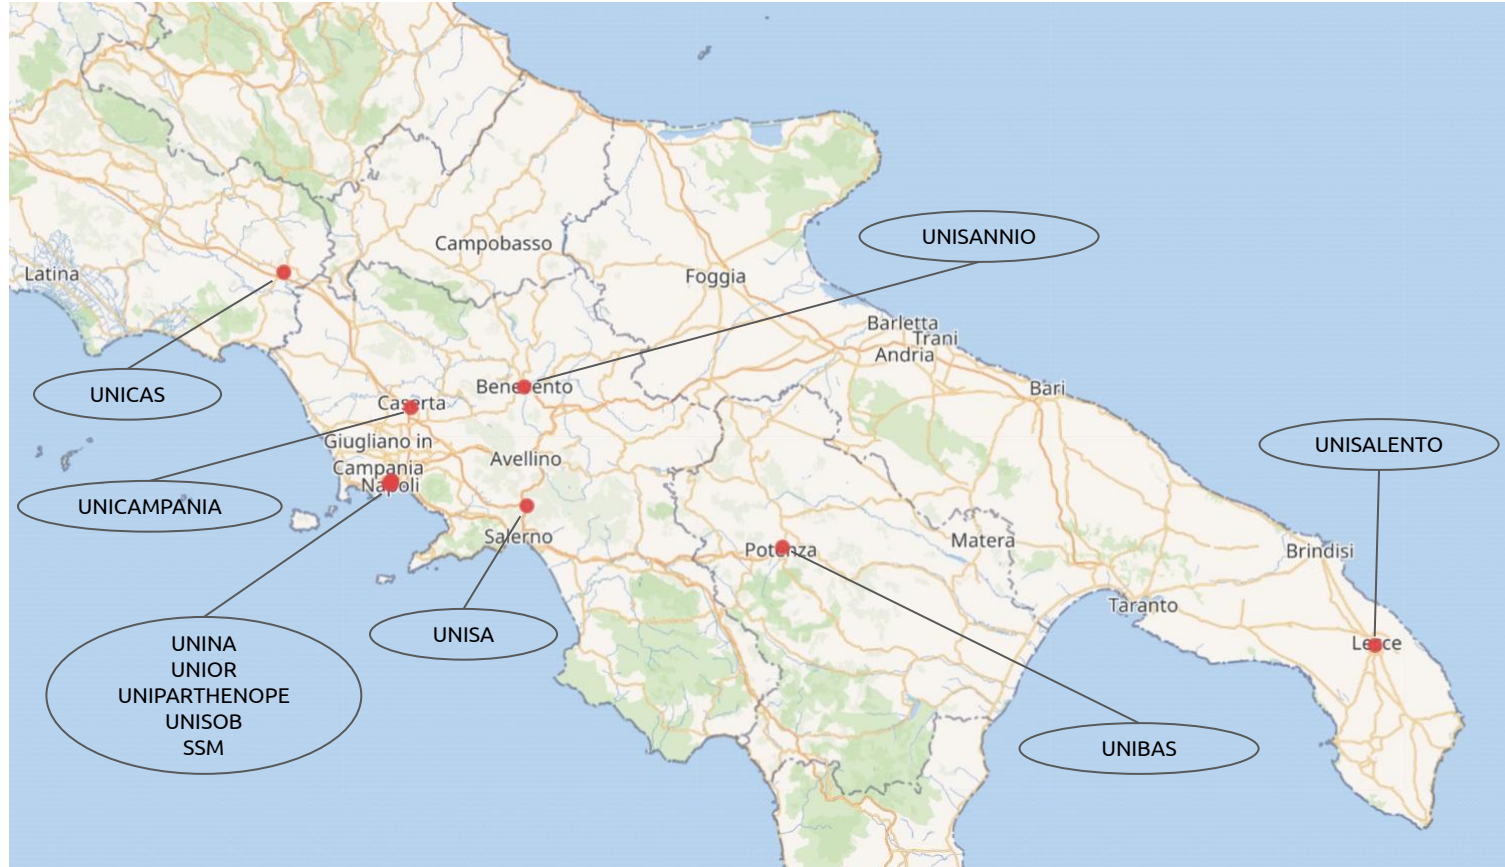 UNISANNIO
Campobasso
Latina
Foggia
Barletta
Trani
Andria
UNICAS
Benevento
Bari
Caserta
Giugliano in
Campania
Napoli
Avellino
UNISALENTO
UNICAMPANIA
Salerno
Potenza
Matera
Brindisi
Taranto
UNISA
Lecce
UNINA
UNIOR
UNIPARTHENOPE
UNISOB
SSM
UNIBAS